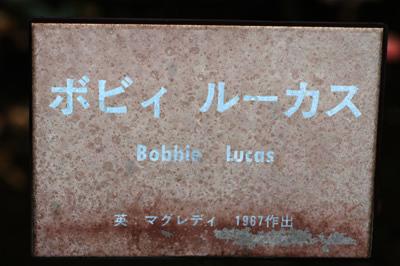 ボビィ ルーカス
Bobbie Lucas
英 マグレディ 1967作出